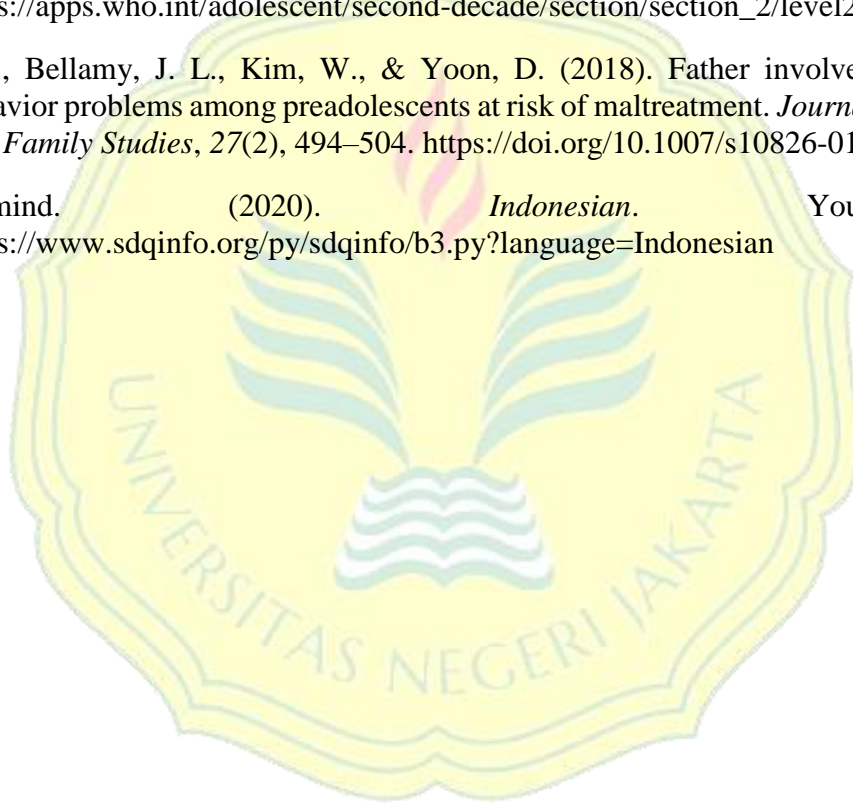 s://apps.who.int/adolescent/second-decade/section/section_2/level2
., Bellamy, J. L., Kim, W., & Yoon, D. (2018). Father involve
avior problems among preadolescents at risk of maltreatment. Journa
Family Studies, 27(2), 494–504. https://doi.org/10.1007/s10826-01
mind. (2020). Indonesian. You
s://www.sdqinfo.org/py/sdqinfo/b3.py?language=Indonesian
UNIVERSITAS NEGERI JAKARTA